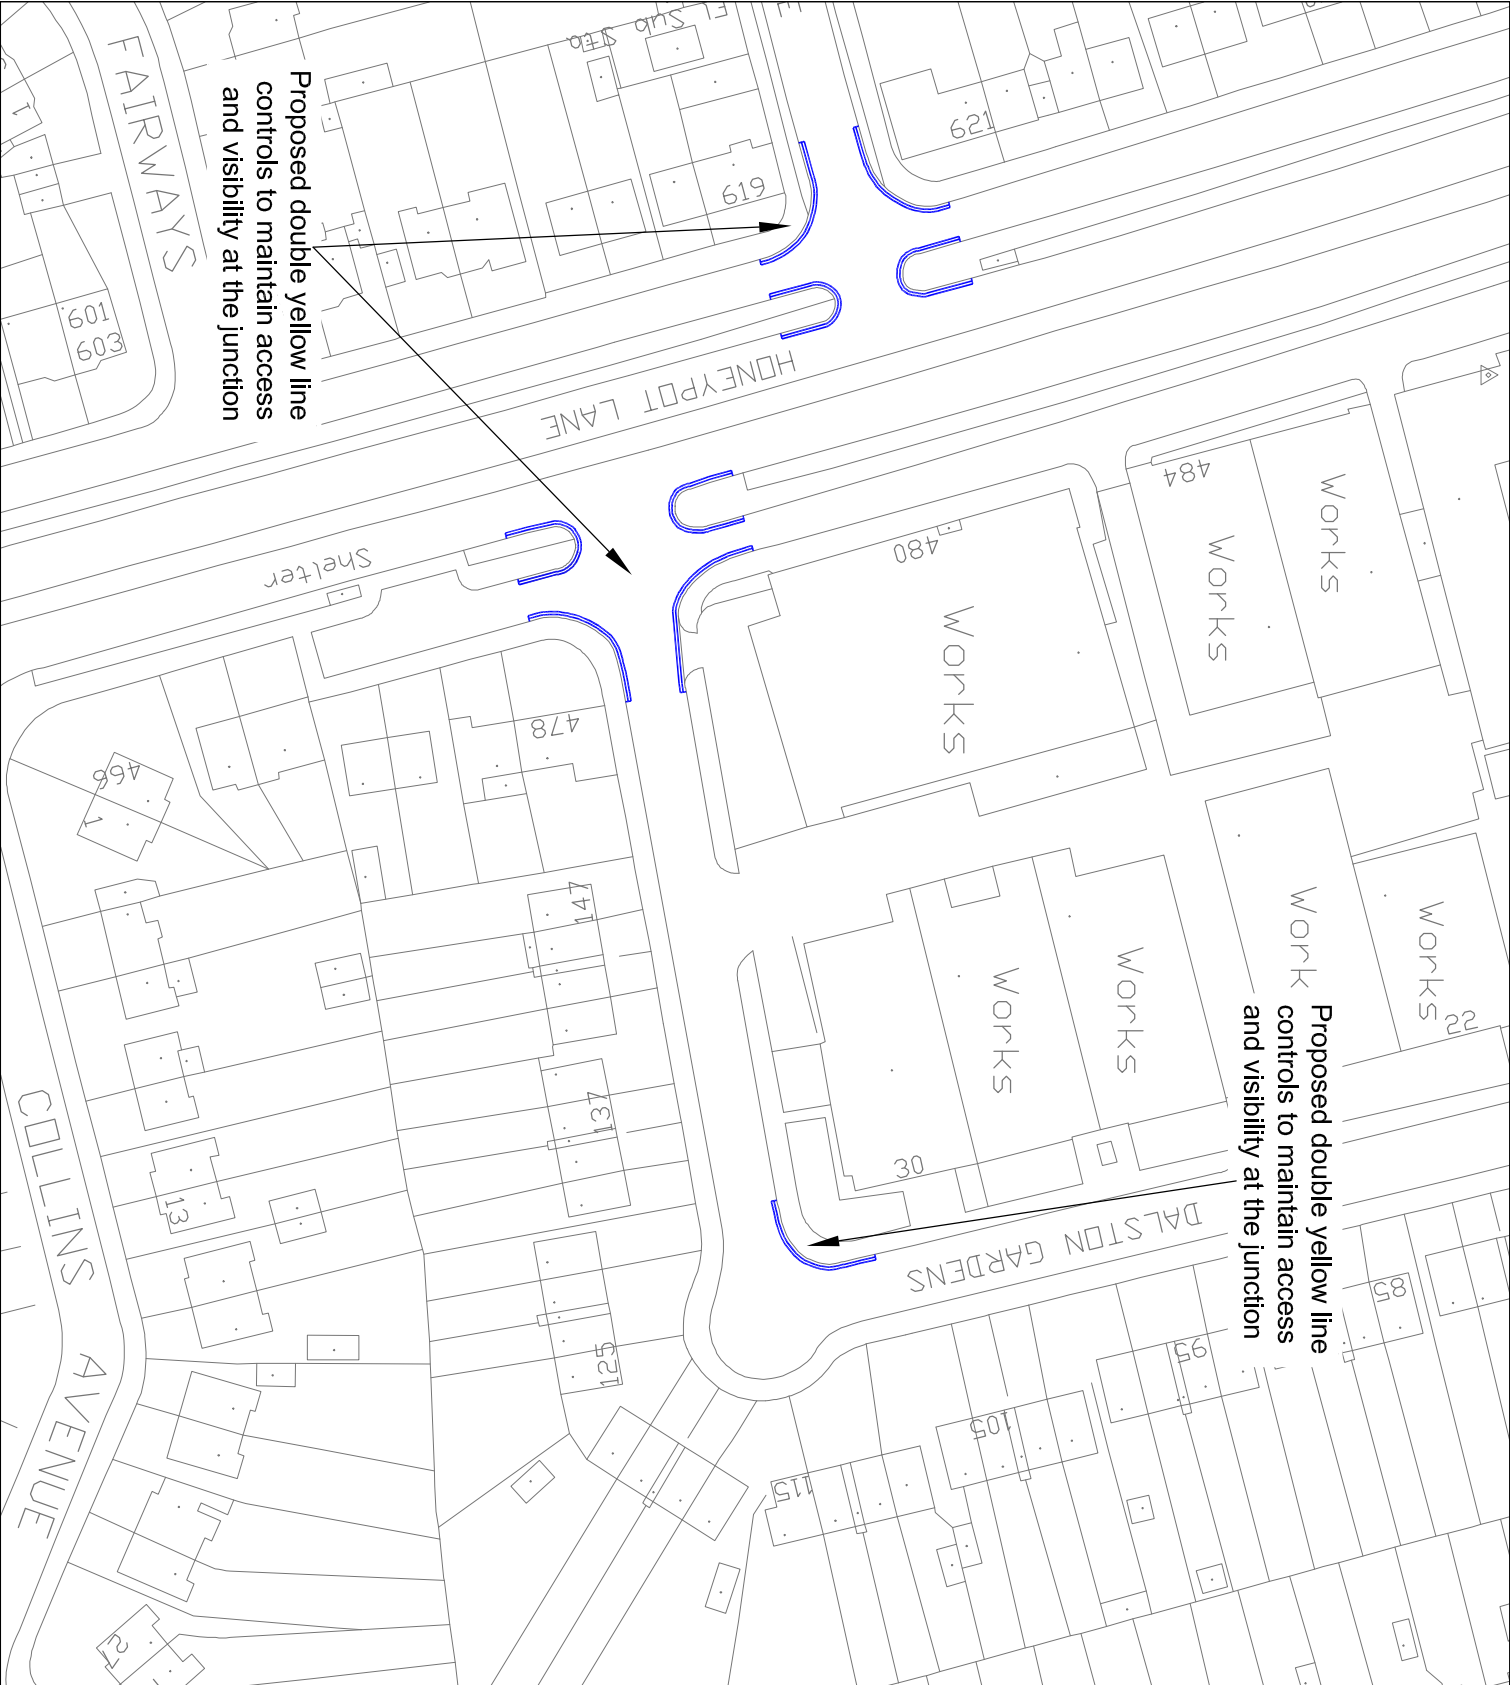 Proposed double yellow line
controls to maintain access
and visibility at the junction
Proposed double yellow line
controls to maintain access
and visibility at the junction
FAIRWAYS
El Sub Sta
621
619
601
603
HONEYPOT LANE
Shelter
484
480
Works
Works
Works
Works
Works
Work
Works
22
478
466
1
147
137
125
30
DALSTON GARDENS
85
95
105
115
13
27
COLLINS AVENUE
1